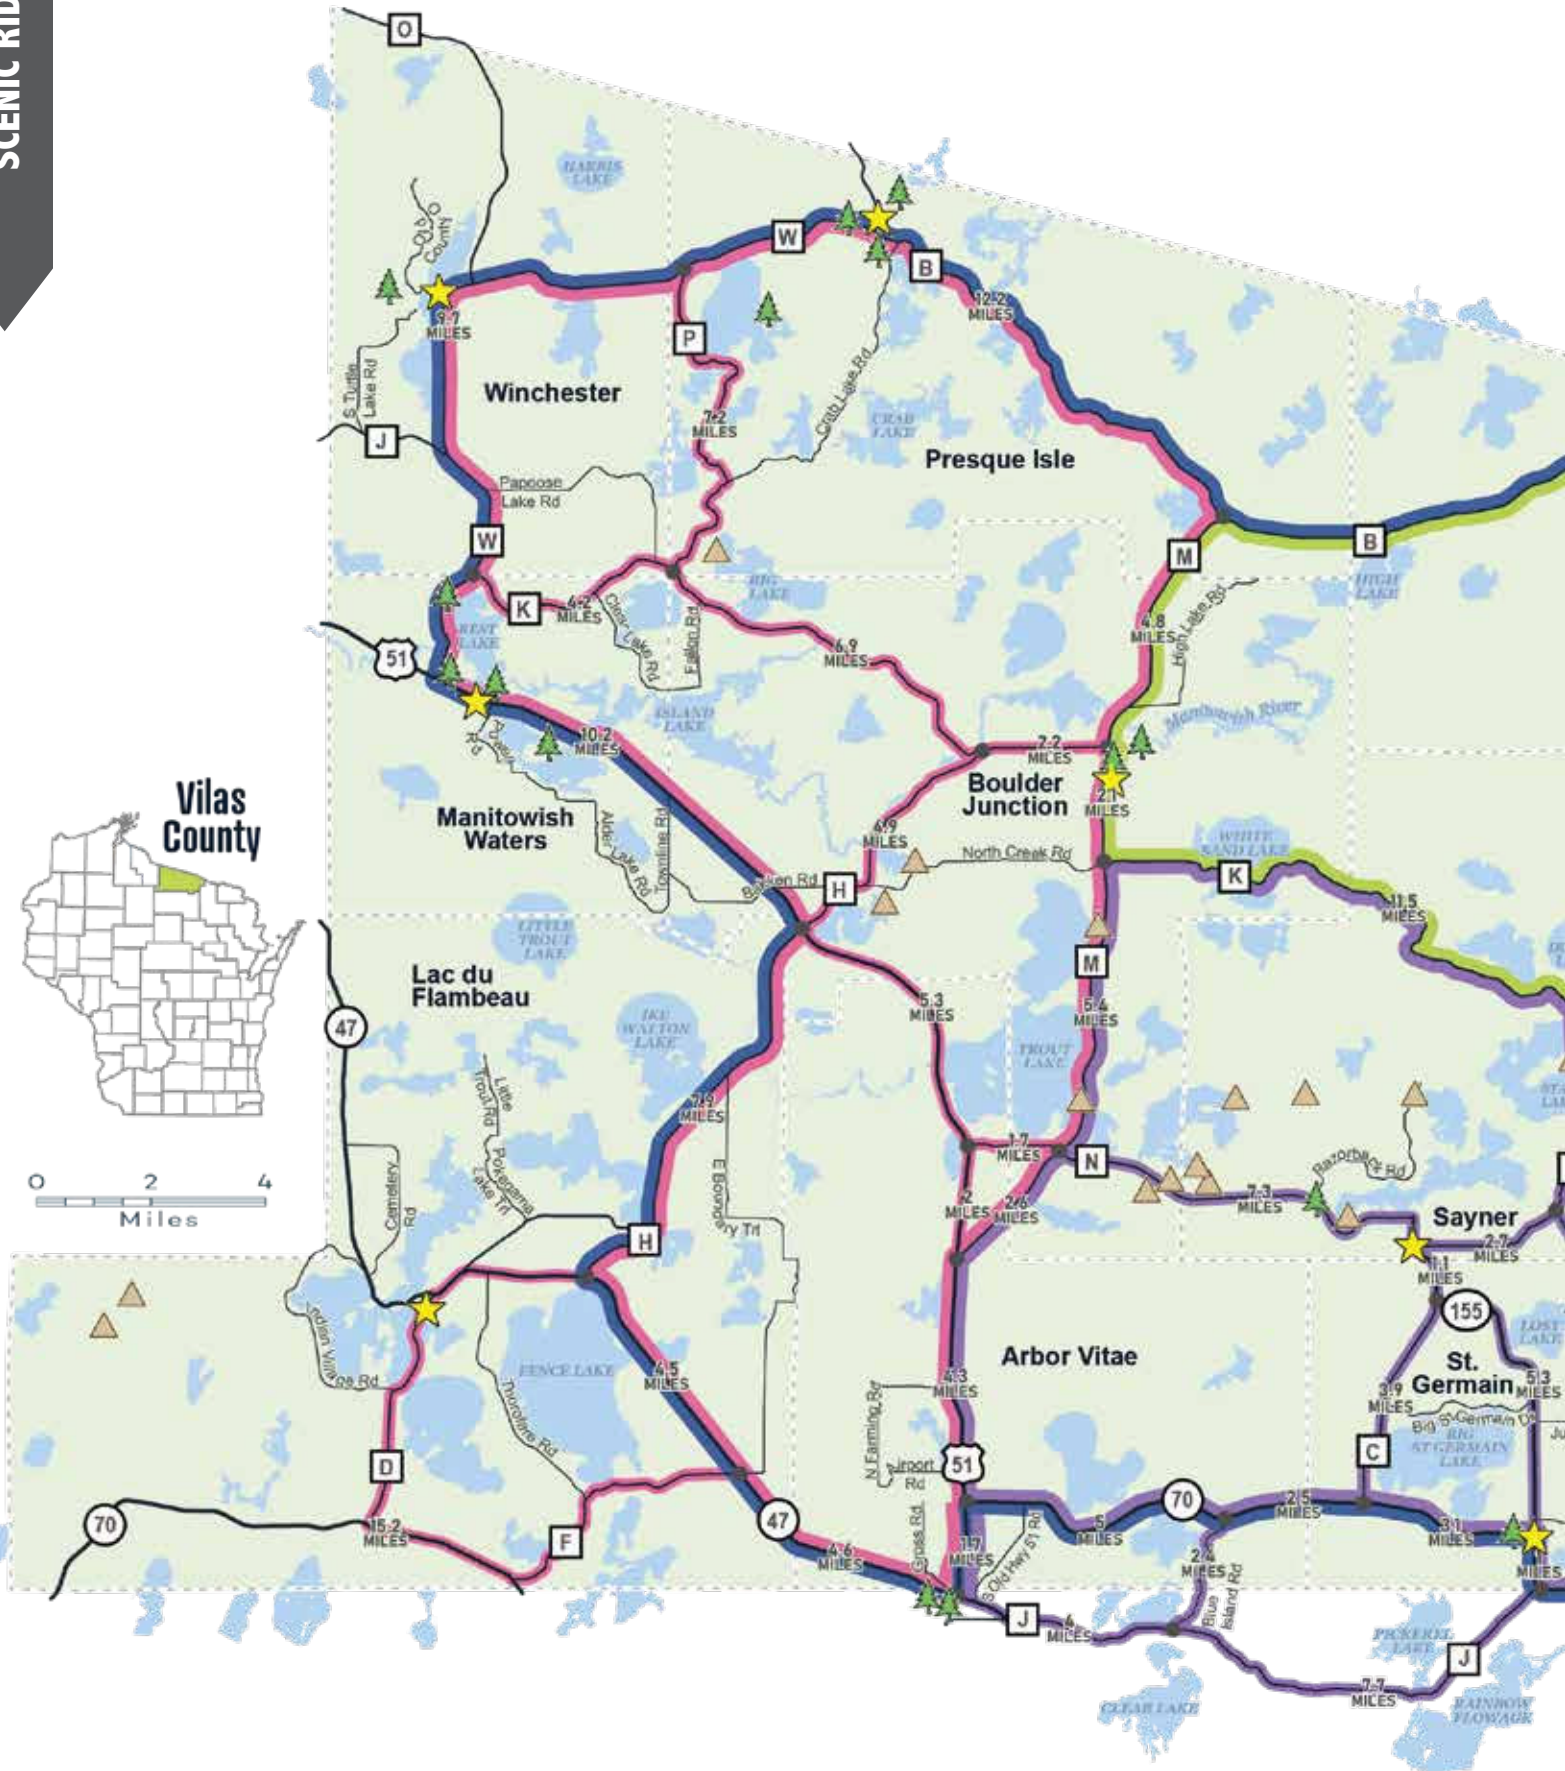 SCENIC RID
O
HARRIS
LAKE
Old O
County
W
B
12.2
MILES
9.7
MILES
P
S Turtle
Lake Rd
Winchester
J
7.2
MILES
Crab Lake Rd
CRAB
LAKE
Presque Isle
Papoose
Lake Rd
W
M
B
BIG
LAKE
HIGH
LAKE
K
4.2
MILES
Clear Lake Rd
Fallon Rd
REST
LAKE
51
6.9
MILES
4.8
MILES
High Lake Rd
ISLAND
LAKE
Manitowish River
Rd
10.2
MILES
2.2
MILES
Boulder
Junction
2.1
MILES
Vilas
County
Manitowish
Waters
Alder Lake Rd
Townline Rd
4.9
MILES
North Creek Rd
WHITE
SAND LAKE
H
K
11.5
MILES
LITTLE
TROUT
LAKE
Lac du
Flambeau
M
47
IKE
WALTON
LAKE
5.3
MILES
5.4
MILES
TROUT
LAKE
Little
Trout Rd
Pokegama
Lake Trl
7.9
MILES
0 2 4
Miles
Cemetery
Rd
E Boundary Trl
1.7
MILES
N
Razorback Rd
2
MILES
2.6
MILES
7.3
MILES
Sayner
2.7
MILES
H
1.1
MILES
155
LOST
LAKE
Arbor Vitae
St.
Germain
FENCE LAKE
4.5
MILES
4.3
MILES
3.9
MILES
5.3
MILES
Big St Germain Dr
BIG
ST GERMAIN
LAKE
Ju
Thorofare Rd
N Farming Rd
Airport
Rd
D
51
C
70
15.2
MILES
F
47
4.6
MILES
Gross Rd
1.7
MILES
S Old Hwy 51 Rd
5
MILES
70
2.5
MILES
3.1
MILES
2.4
MILES
Blue
Island Rd
MILES
J
4
MILES
PICKEREL
LAKE
J
7.7
MILES
CLEAR LAKE
RAINBOW
FLOWAGE